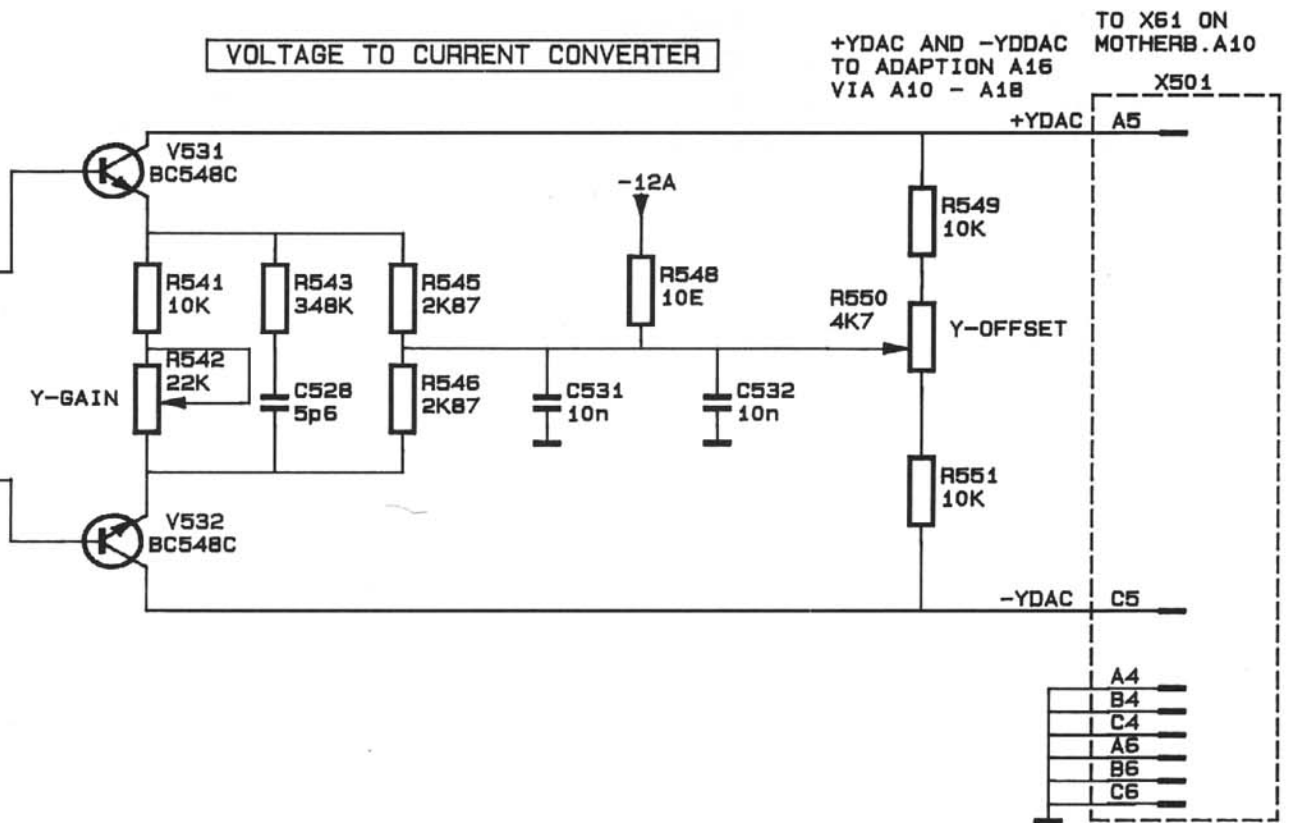 VOLTAGE TO CURRENT CONVERTER
+YDAC AND -YDDAC
TO ADAPTION A16
VIA A10 - A18
TO X61 ON
MOTHERB.A10
X501
+YDAC
A5
V531
BC548C
-12A
R549
10K
R541
10K
R543
348K
R545
2K87
R548
10E
R550
4K7
Y-OFFSET
R542
22K
Y-GAIN
C528
5p6
R546
2K87
C531
10n
C532
10n
R551
10K
V532
BC548C
-YDAC
C5
A4
B4
C4
A6
B6
C6